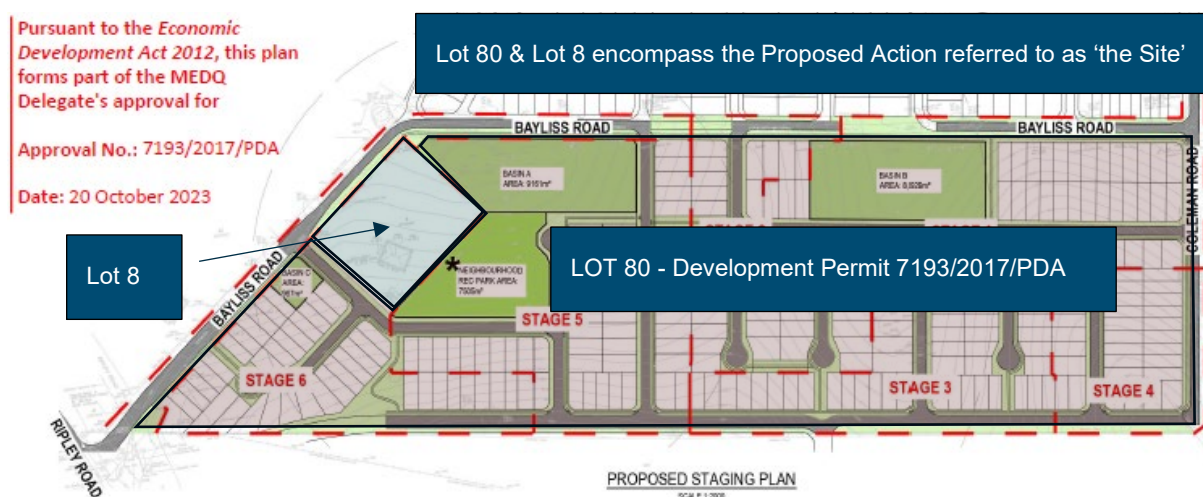 Pursuant to the Economic
Development Act 2012, this plan
forms part of the MEDQ
Delegate's approval for
Approval No.: 7193/2017/PDA
Date: 20 October 2023
Lot 80 & Lot 8 encompass the Proposed Action referred to as ‘the Site’
BAYLISS ROAD
BAYLISS ROAD
COLEMAN ROAD
BASIN A
AREA: 9161m²
BASIN B
Lot 8
BAYLISS ROAD
BASIN C
AREA:
*
NEIGHBOURHOOD
REC PARK AREA:
LOT 80 - Development Permit 7193/2017/PDA
STAGE 5
STAGE 6
STAGE 3
STAGE 4
RIPLEY ROAD
PROPOSED STAGING PLAN